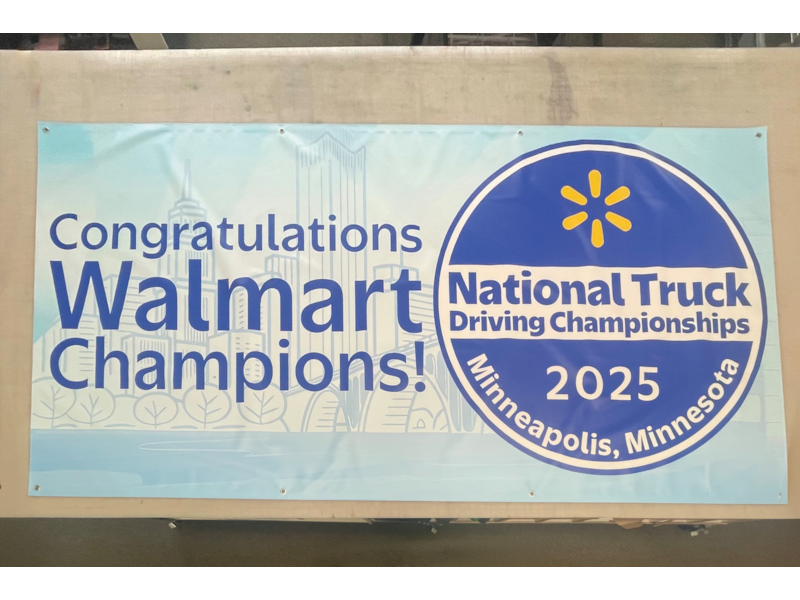 Congratulations
Walmart
Champions!
National Truck
Driving Championships
2025
Minneapolis, Minnesota